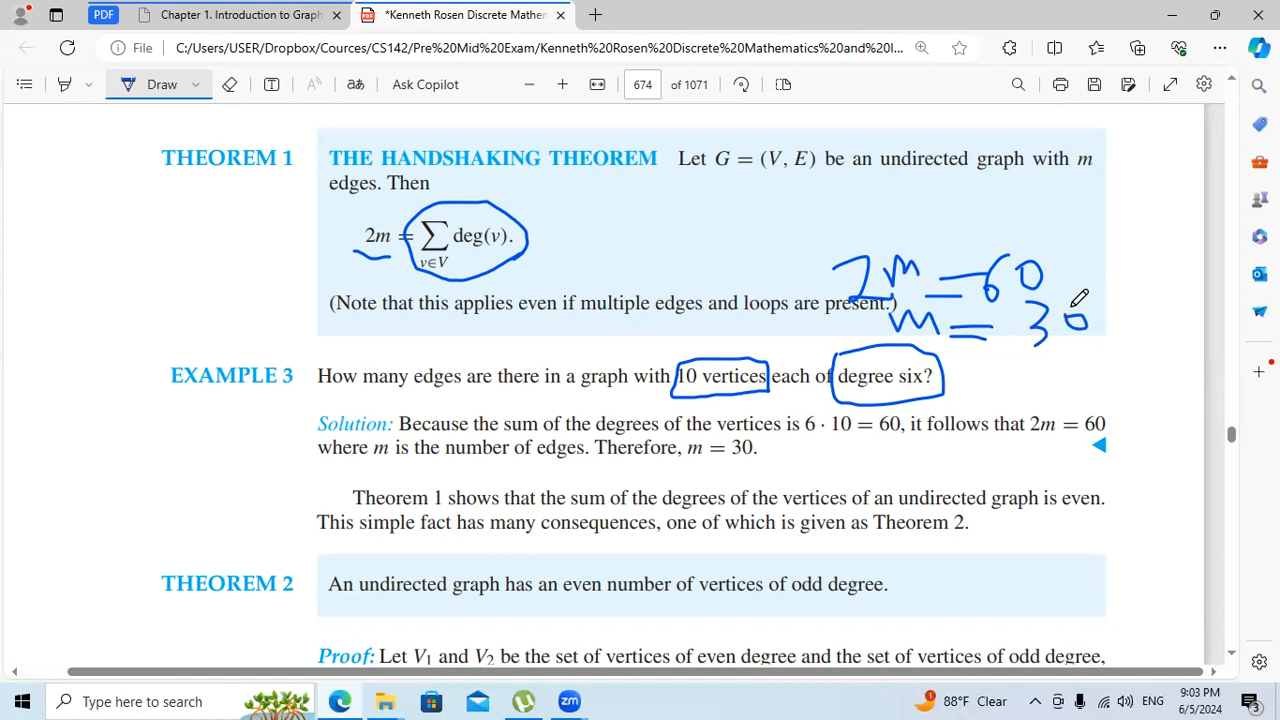 PDF
Chapter 1. Introduction to Graph
*Kenneth Rosen Discrete Mathen
File
C:/Users/USER/Dropbox/Cources/CS142/Pre%20Mid%20Exam/Kenneth%20Rosen%20Discrete%20Mathematics%20and%20I...
Draw
aあ
Ask Copilot
674
of 1071
THEOREM 1
THE HANDSHAKING THEOREM Let G = (V, E) be an undirected graph with m
edges. Then
2m = ∑ deg(v).
v∈V
2m = 60
(Note that this applies even if multiple edges and loops are present.)
m = 30
EXAMPLE 3
How many edges are there in a graph with 10 vertices each of degree six?
Solution: Because the sum of the degrees of the vertices is 6 · 10 = 60, it follows that 2m = 60
where m is the number of edges. Therefore, m = 30.
Theorem 1 shows that the sum of the degrees of the vertices of an undirected graph is even.
This simple fact has many consequences, one of which is given as Theorem 2.
THEOREM 2
An undirected graph has an even number of vertices of odd degree.
Proof: Let V1 and V2 be the set of vertices of even degree and the set of vertices of odd degree,
Type here to search
zm
1
88°F Clear
ENG
9:03 PM
6/5/2024
3